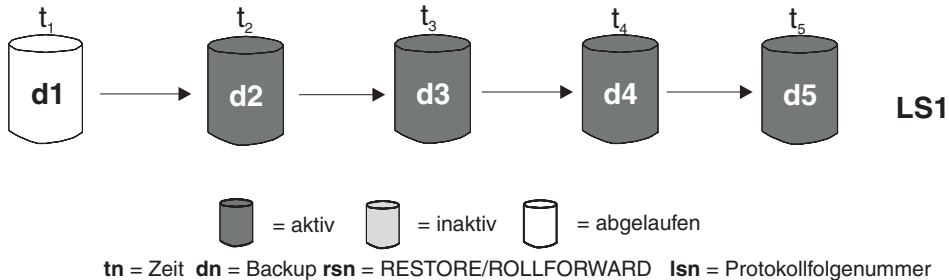 t1 t2 t3 t4 t5
d1 d2 d3 d4 d5 LS1
= aktiv = inaktiv = abgelaufen
tn = Zeit dn = Backup rsn = RESTORE/ROLLFORWARD lsn = Protokollfolgenummer